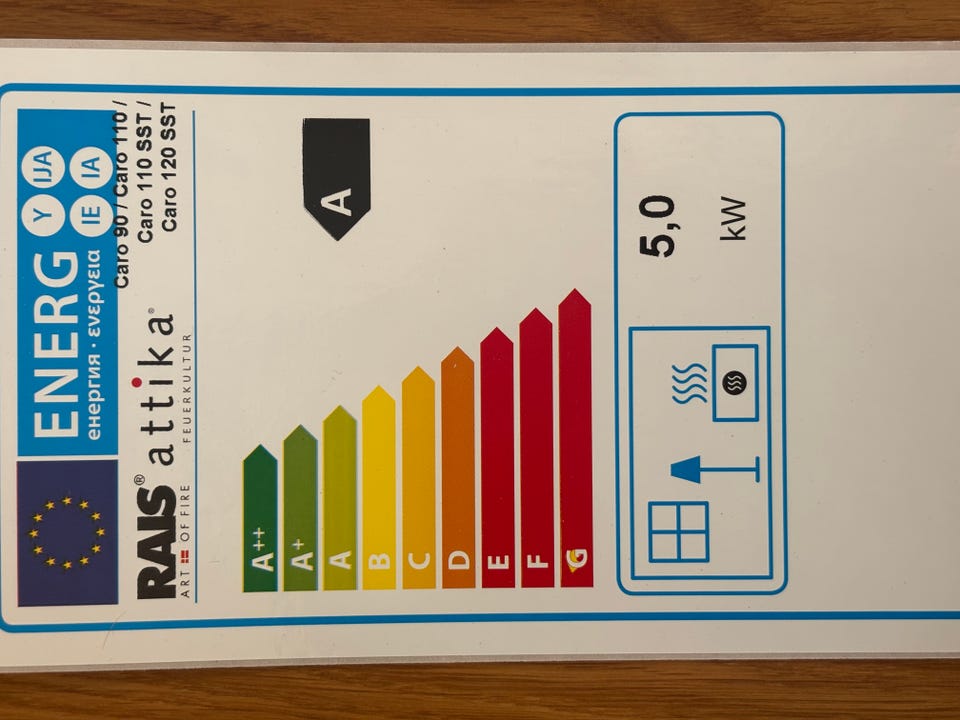 ENERG
Y IJA
IE IA
енергия · ενεργεια
RAIS®
ART OF FIRE
attika®
FEUERKULTUR
Caro 90 / Caro 110 /
Caro 110 SST /
Caro 120 SST
A++
A+
A
B
C
D
E
F
G
A
5,0
kW